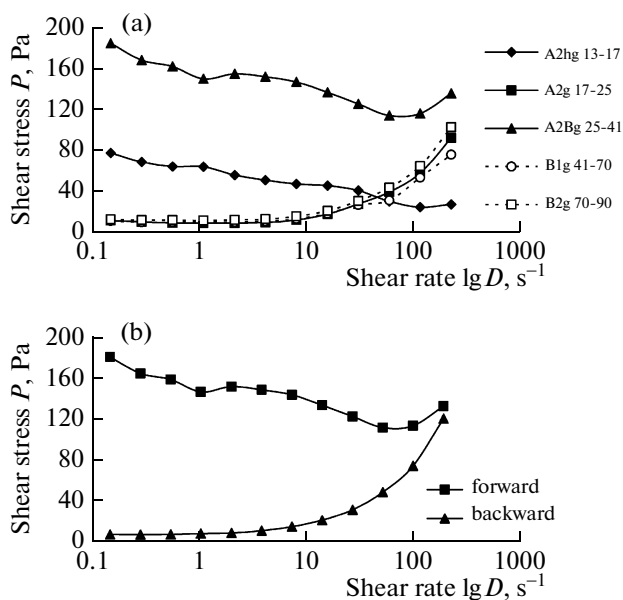 (a)
Shear stress P, Pa
200
160
120
80
40
0
0.1 1 10 100 1000
Shear rate lg D, s⁻¹
A2hg 13-17
A2g 17-25
A2Bg 25-41
B1g 41-70
B2g 70-90
(b)
Shear stress P, Pa
200
160
120
80
40
0
forward
backward
0.1 1 10 100 1000
Shear rate lg D, s⁻¹